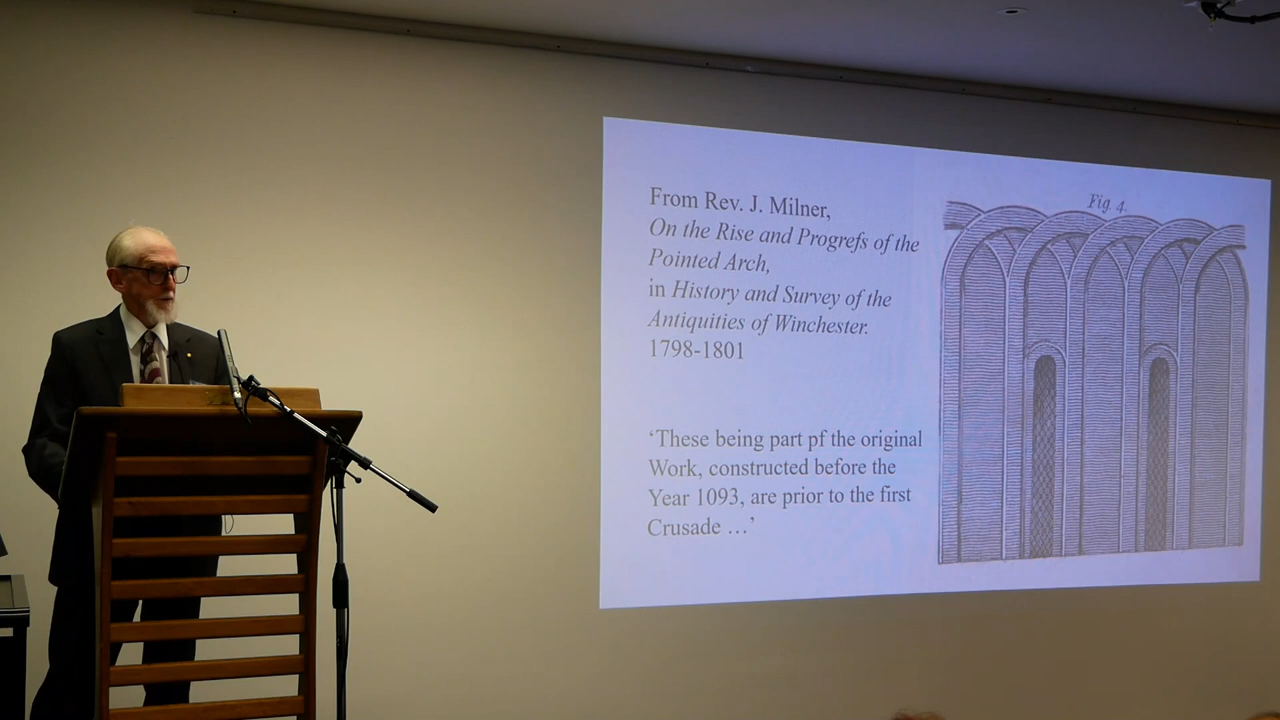 From Rev. J. Milner,
On the Rise and Progrefs of the
Pointed Arch,
in History and Survey of the
Antiquities of Winchester.
1798-1801
‘These being part pf the original
Work, constructed before the
Year 1093, are prior to the first
Crusade …’
Fig. 4.